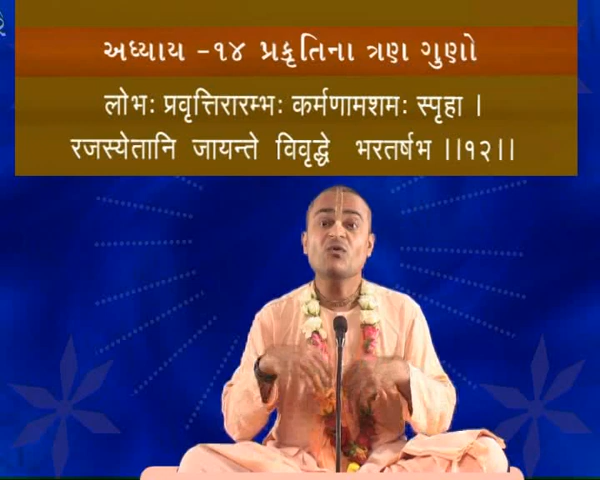 અધ્યાય -૧૪ પ્રકૃતિના ત્રણ ગુણો
लोभः प्रवृत्तिरारम्भः कर्मणामशमः स्पृहा ।
रजस्येतानि जायन्ते विवृद्धे भरतर्षभ ।।१२।।